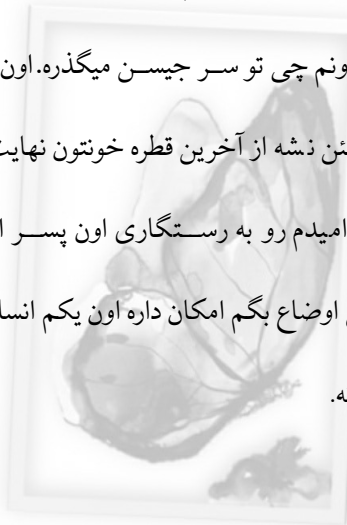 ونم چی تو سر جیسن میگذره.اون
ئن نشه از آخرین قطره خونتون نهایت
امیدم رو به رستگاری اون پسر ا
اوضاع بگم امکان داره اون یکم انسا
ه.